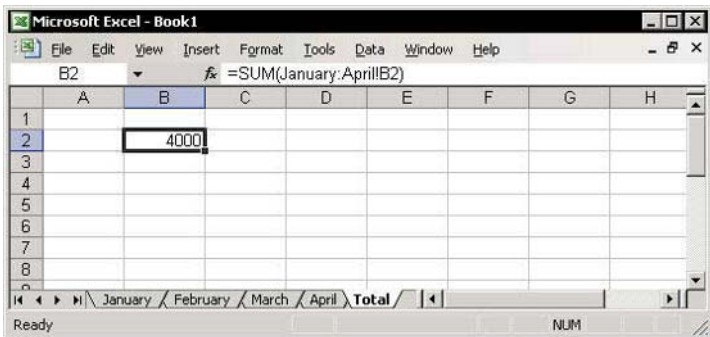 Microsoft Excel - Book1
File Edit View Insert Format Tools Data Window Help
B2 fx =SUM(January:April!B2)
A B C D E F G H
1
2 4000
3
4
5
6
7
8
January February March April Total
Ready NUM